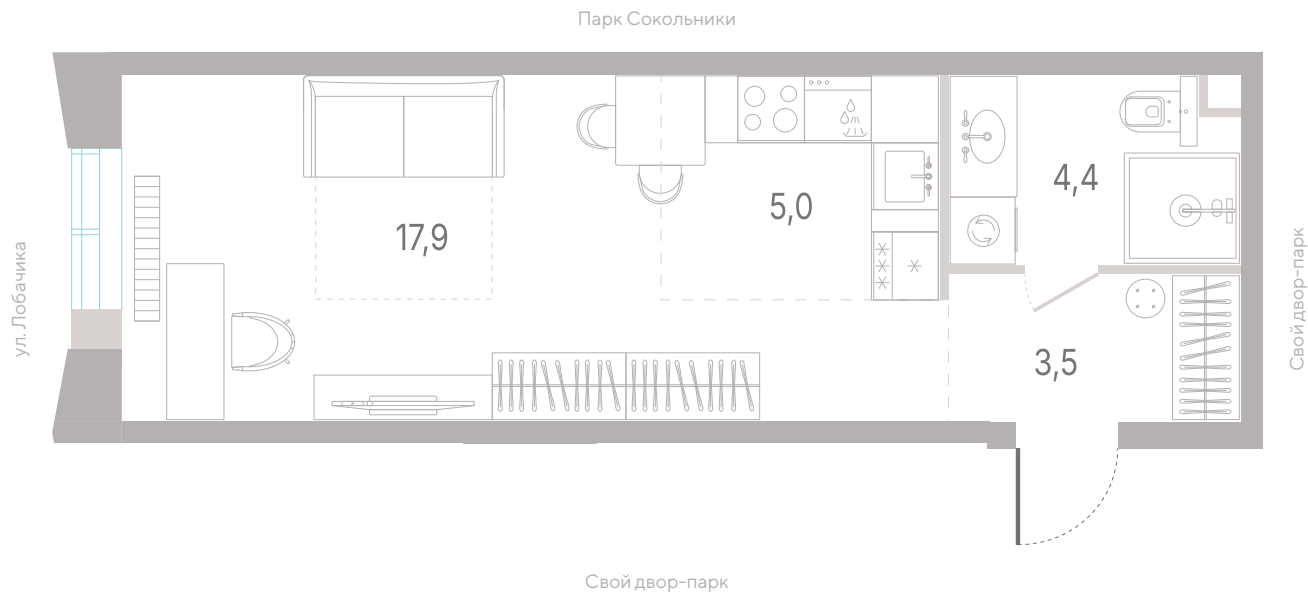 Парк Сокольники
4,4
5,0
17,9
ул. Лобачика
Свой двор-парк
3,5
Свой двор-парк